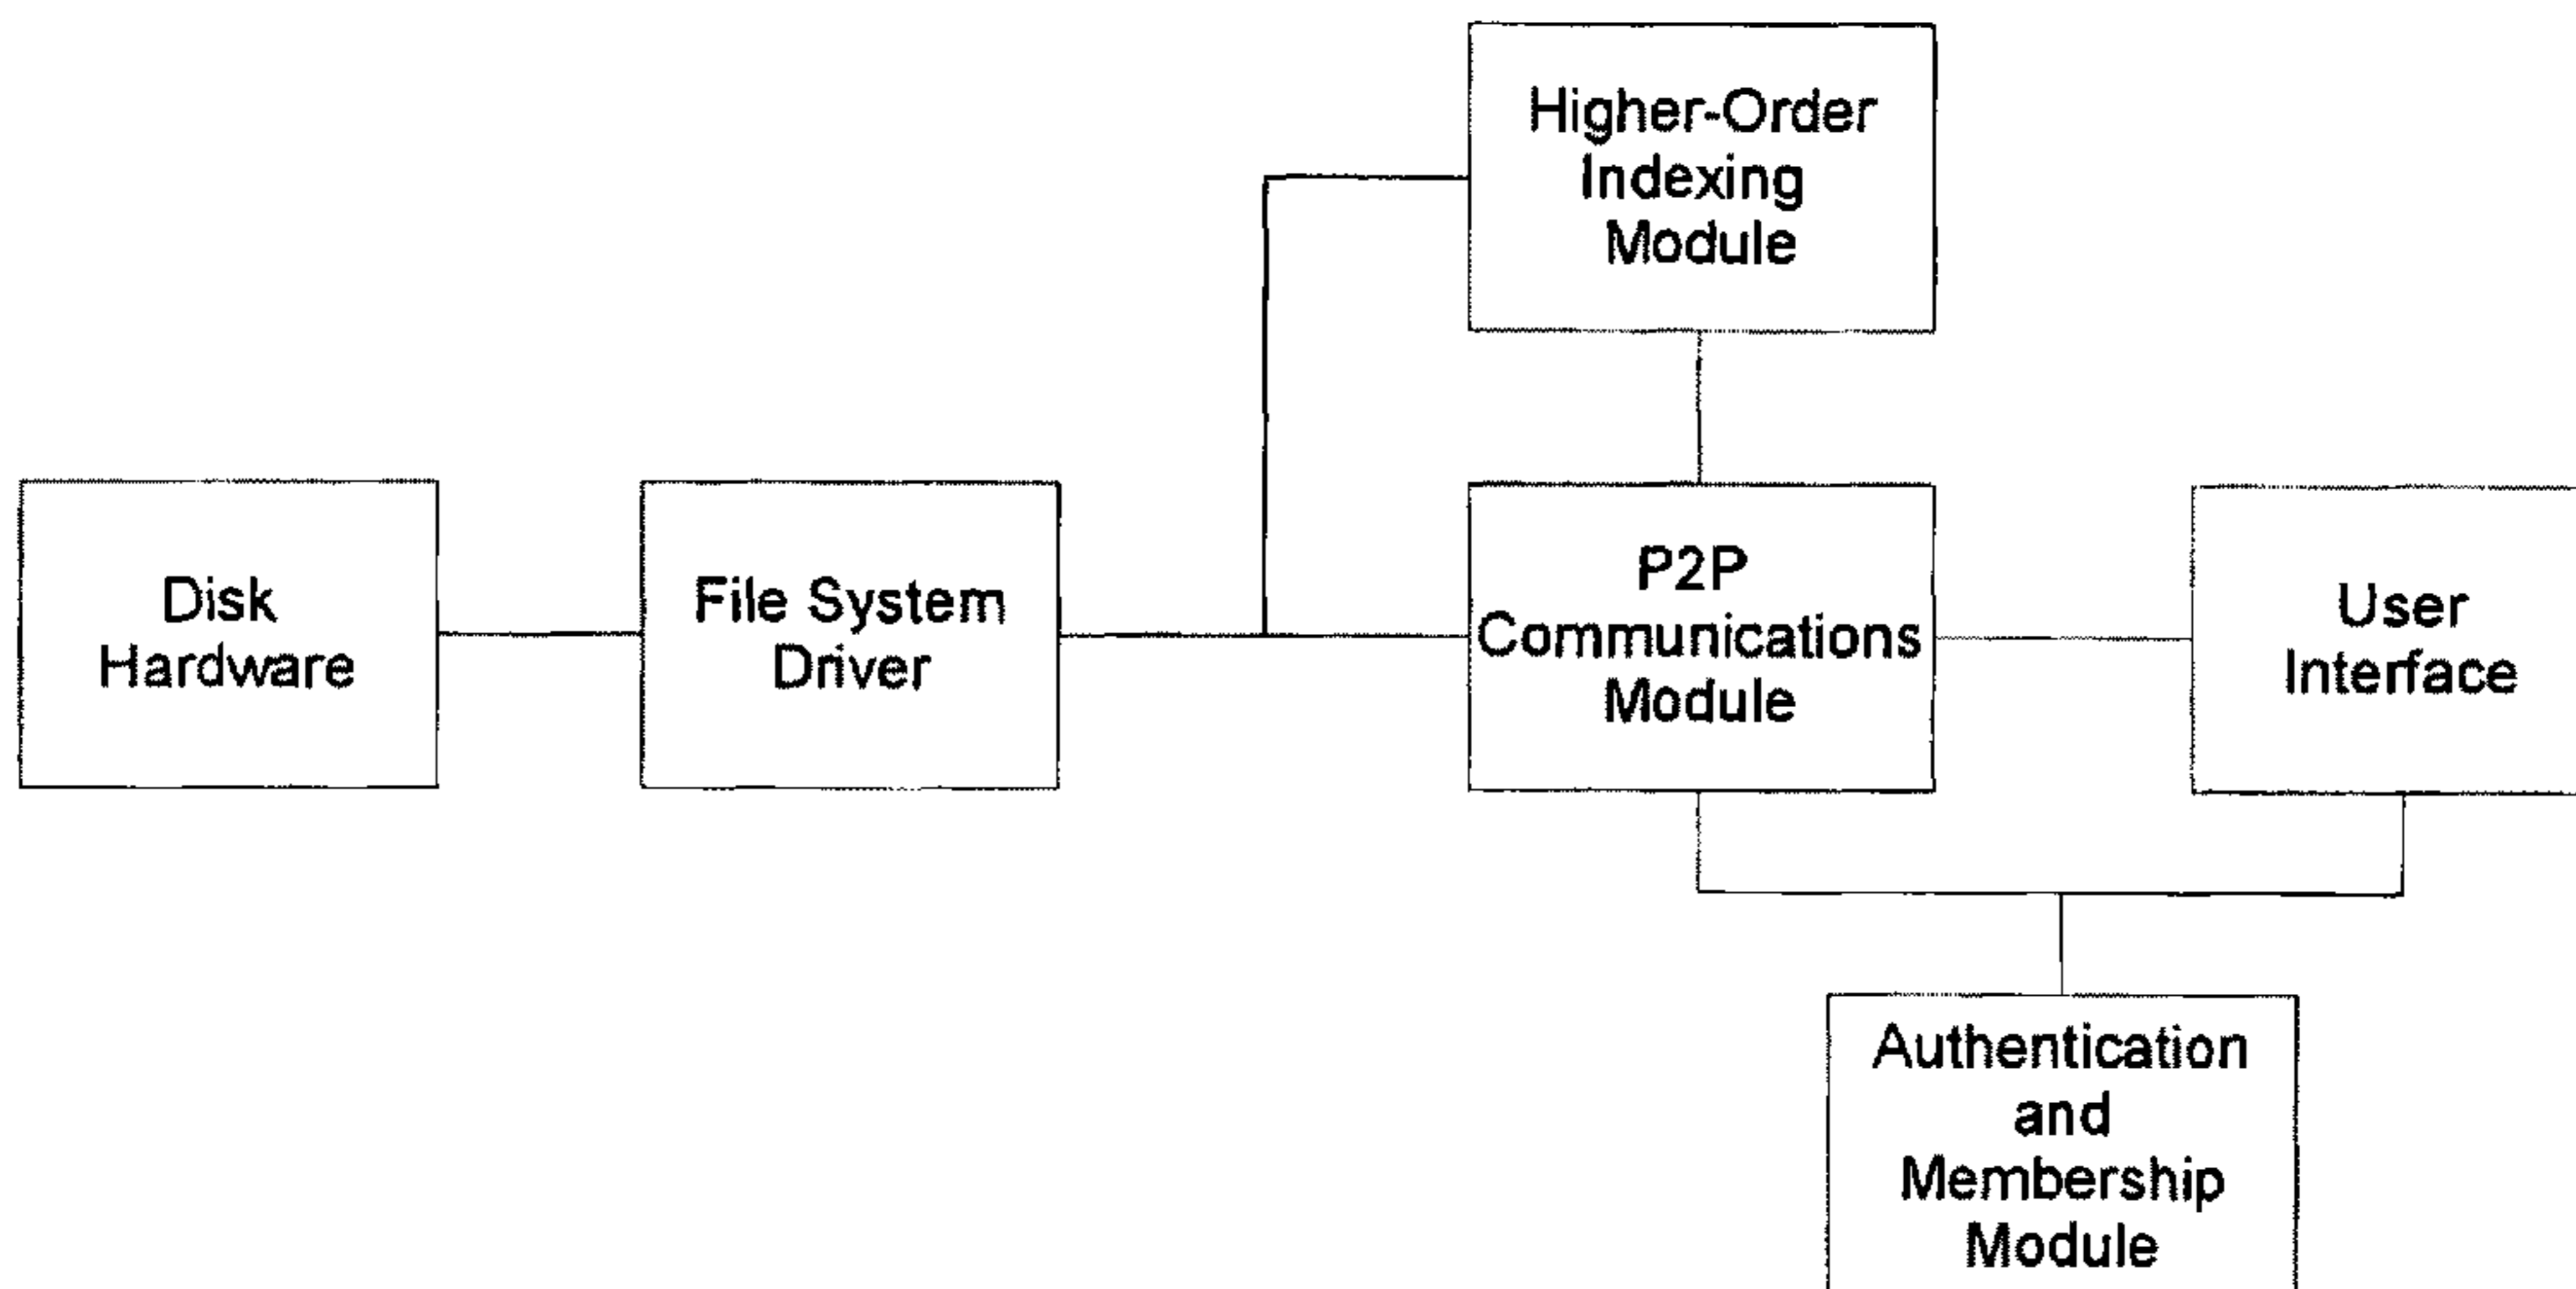 Higher-Order
Indexing
Module
Disk
Hardware
File System
Driver
P2P
Communications
Module
User
Interface
Authentication
and
Membership
Module